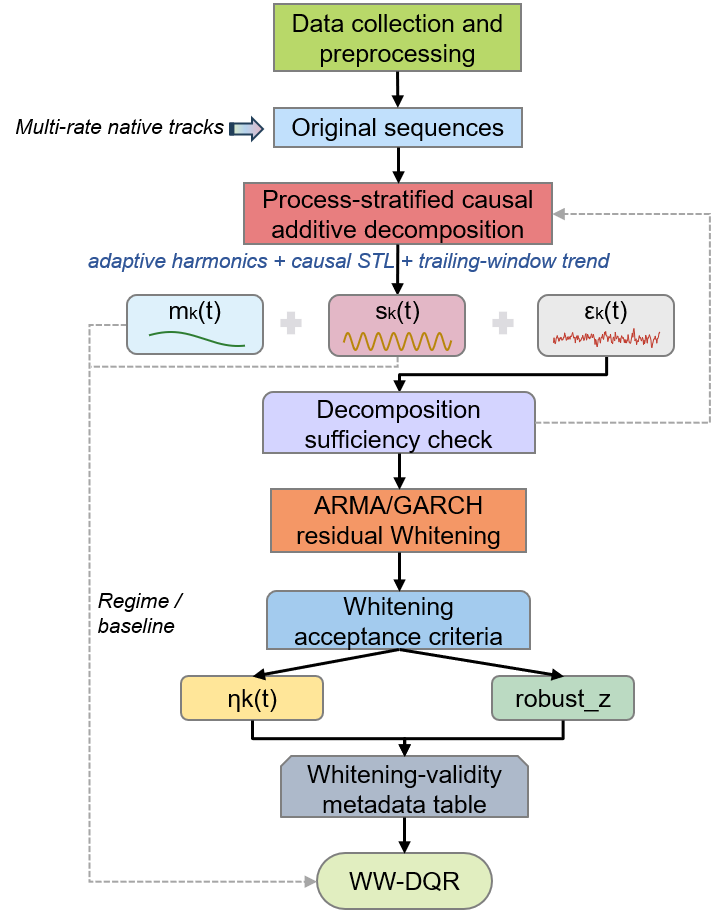 Data collection and
preprocessing
Multi-rate native tracks
Original sequences
Process-stratified causal
additive decomposition
adaptive harmonics + causal STL + trailing-window trend
mk(t)
sk(t)
εk(t)
Decomposition
sufficiency check
ARMA/GARCH
residual Whitening
Regime /
baseline
Whitening
acceptance criteria
ηk(t)
robust_z
Whitening-validity
metadata table
WW-DQR